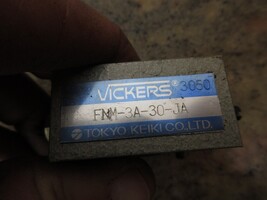 VICKERS® 3050
FNM-3A-30-JA
TOKYO KEIKI CO.,LTD.